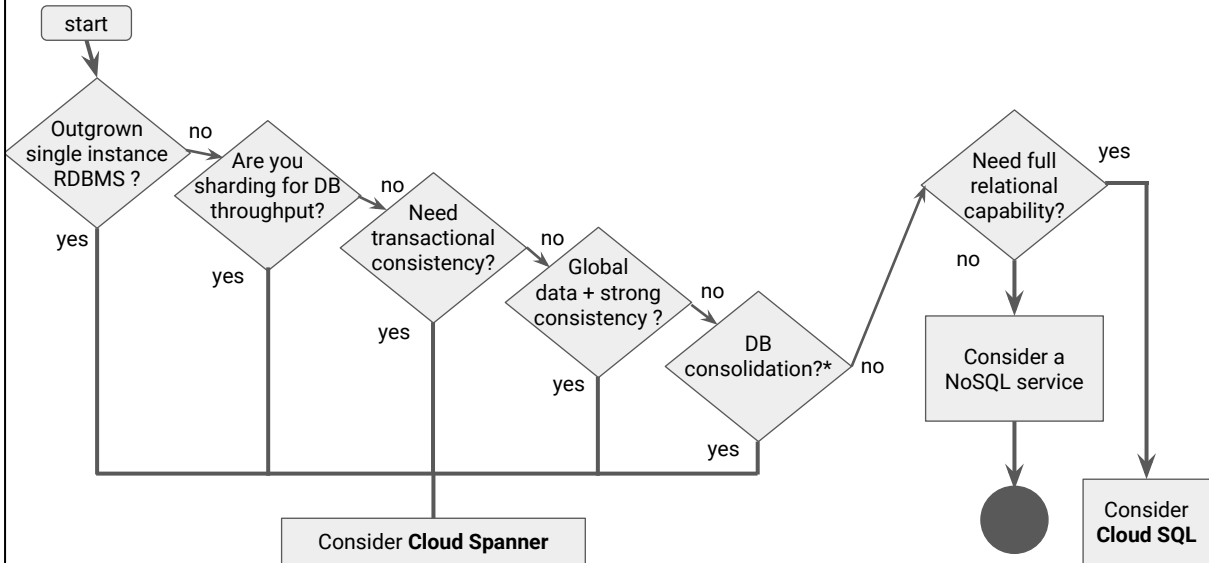 start
Outgrown
single instance
RDBMS ?
no
yes
Are you
sharding for DB
throughput?
no
yes
Need
transactional
consistency?
no
yes
Global
data + strong
consistency ?
no
yes
DB
consolidation?*
no
yes
Consider Cloud Spanner
Need full
relational
capability?
yes
no
Consider a
NoSQL service
Consider
Cloud SQL